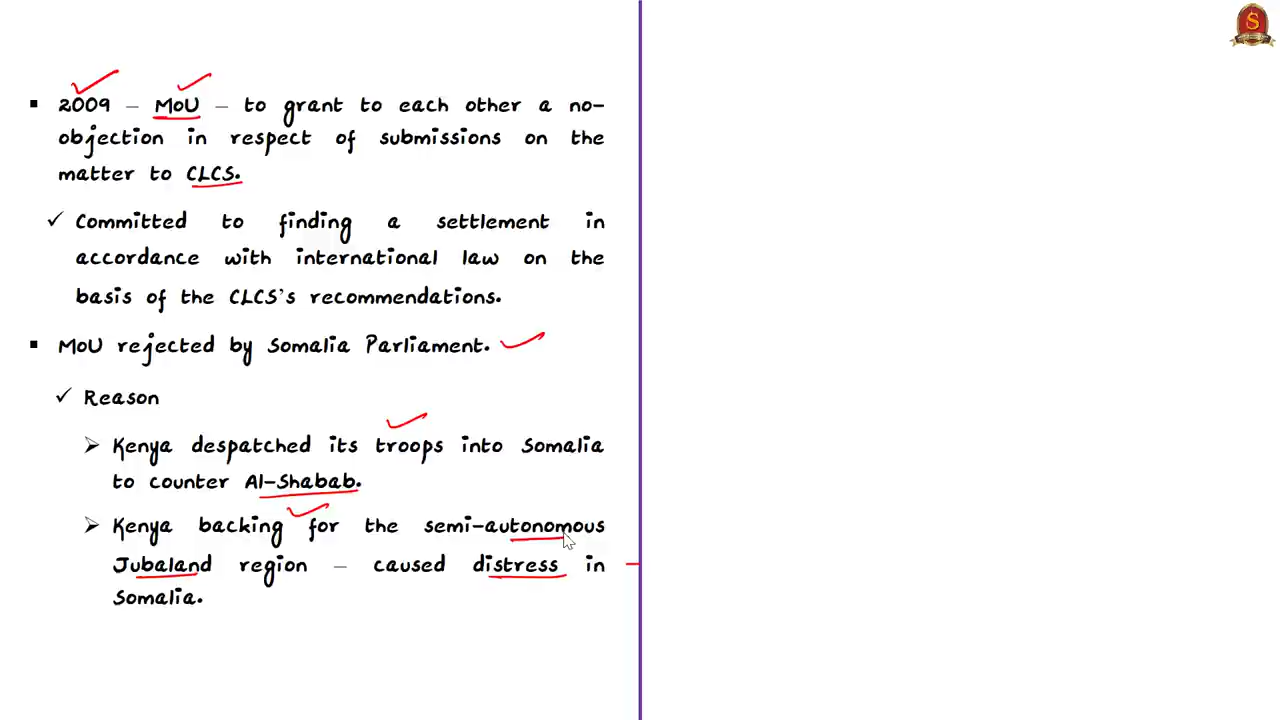 ▪ 2009 – MoU – to grant to each other a no-
objection in respect of submissions on the
matter to CLCS.
✓ Committed to finding a settlement in
accordance with international law on the
basis of the CLCS's recommendations.
▪ MoU rejected by Somalia Parliament.
✓ Reason
➢ Kenya despatched its troops into Somalia
to counter Al-Shabab.
➢ Kenya backing for the semi-autonomous
Jubaland region – caused distress in
Somalia.
S